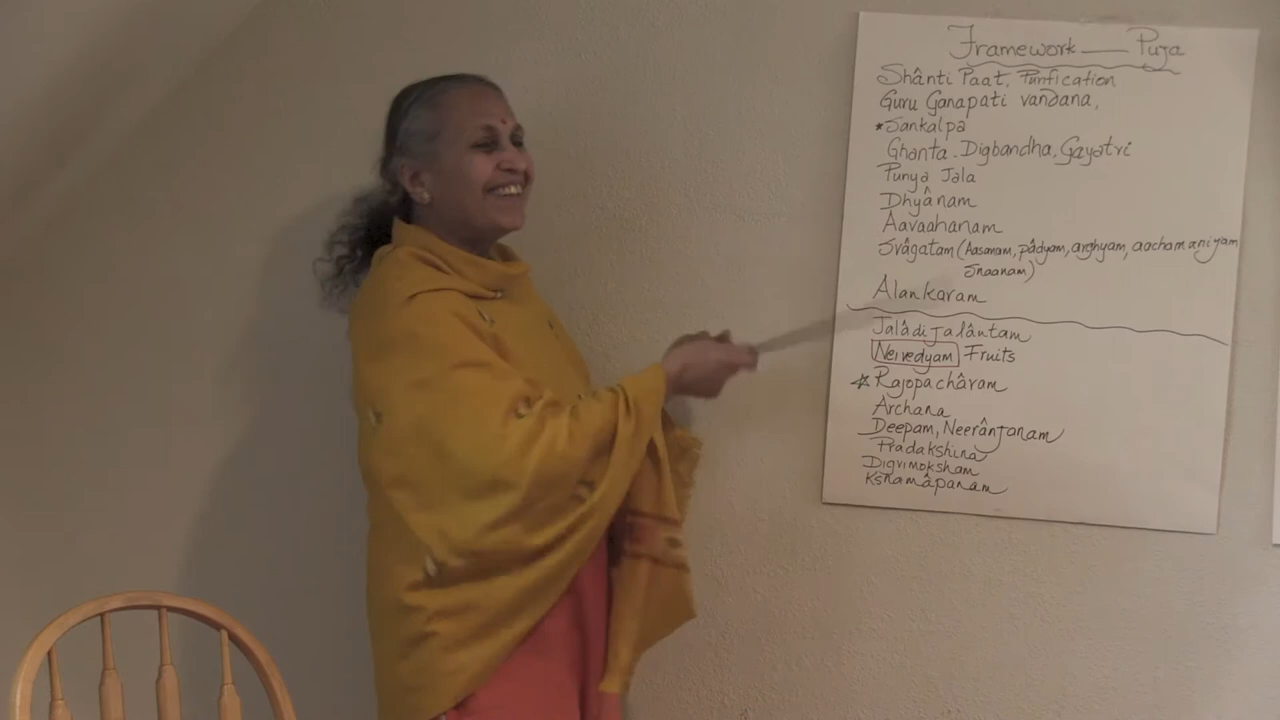 Framework — Puja
Shânti Paat, Purification
Guru Ganapati vandana,
*Sankalpa
Ghanta - Digbandha, Gayatri
Punya Jala
Dhyânam
Aavaahanam
Svâgatam (Aasanam, pâdyam, arghyam, aachamaniyam
Snaanam)
Alankaram
Jalâdi Jalântam
Neivedyam Fruits
☆ Rajopachâram
Archana
Deepam, Neerânjanam
Pradakshina
Digvimoksham
Kshamâpanam